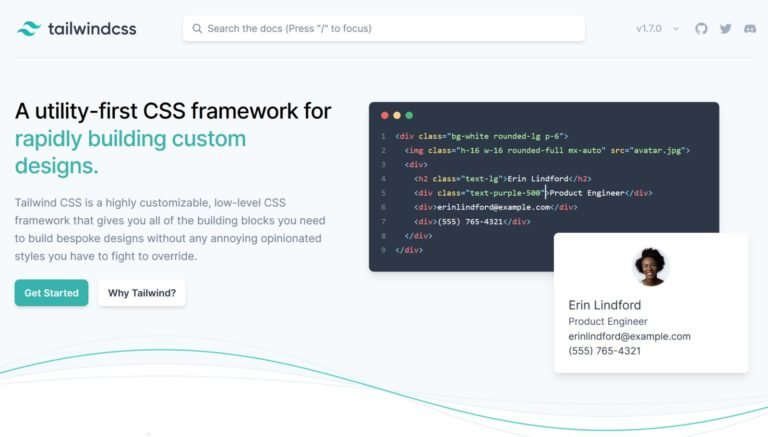 tailwindcss
Search the docs (Press "/" to focus)
v1.7.0
A utility-first CSS framework for
rapidly building custom
designs.
Tailwind CSS is a highly customizable, low-level CSS
framework that gives you all of the building blocks you need
to build bespoke designs without any annoying opinionated
styles you have to fight to override.
Get Started
Why Tailwind?
1 <div class="bg-white rounded-lg p-6">
2 <img class="h-16 w-16 rounded-full mx-auto" src="avatar.jpg">
3 <div>
4 <h2 class="text-lg">Erin Lindford</h2>
5 <div class="text-purple-500">Product Engineer</div>
6 <div>erinlindford@example.com</div>
7 <div>(555) 765-4321</div>
8 </div>
9 </div>
Erin Lindford
Product Engineer
erinlindford@example.com
(555) 765-4321